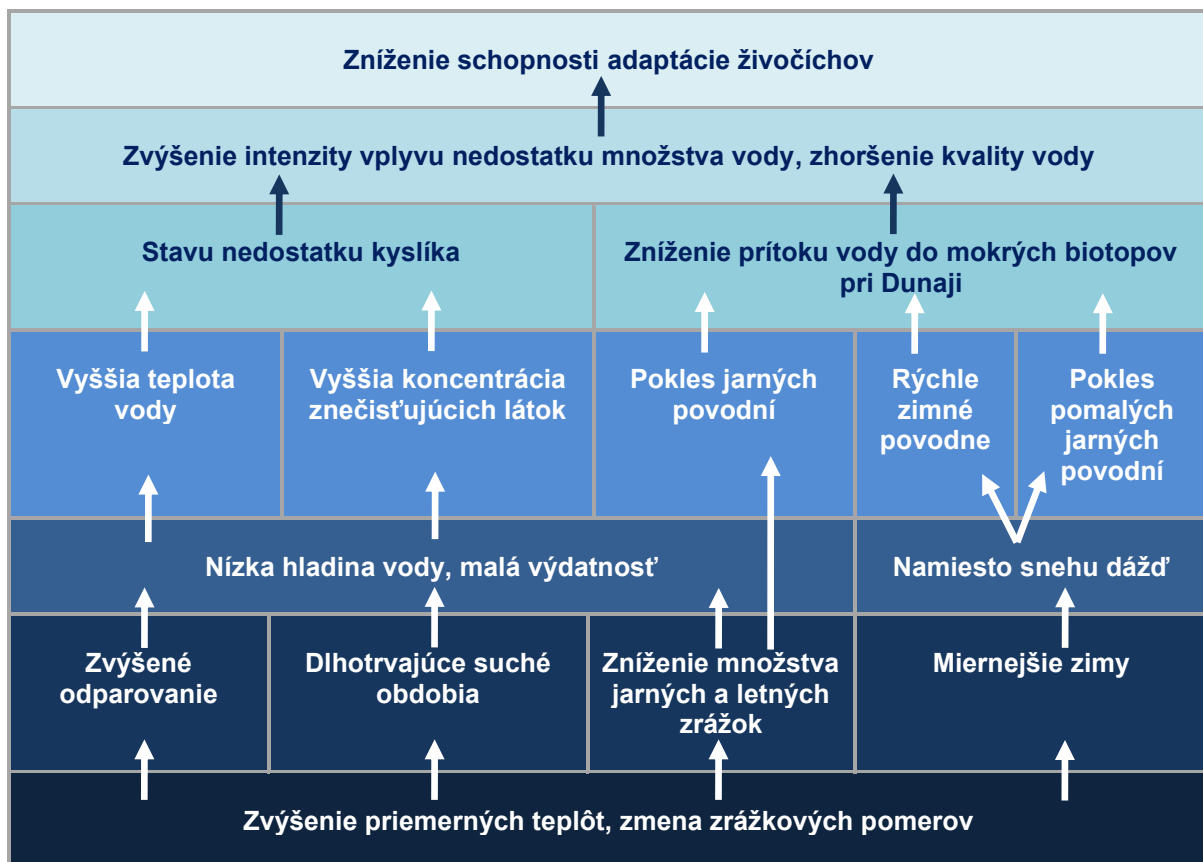 Zníženie schopnosti adaptácie živočíchov
Zvýšenie intenzity vplyvu nedostatku množstva vody, zhoršenie kvality vody
Stavu nedostatku kyslíka
Zníženie prítoku vody do mokrých biotopov
pri Dunaji
Vyššia teplota
vody
Vyššia koncentrácia
znečisťujúcich látok
Pokles jarných
povodní
Rýchle
zimné
povodne
Pokles
pomalých
jarných
povodní
Nízka hladina vody, malá výdatnosť
Namiesto snehu dážď
Zvýšené
odparovanie
Dlhotrvajúce suché
obdobia
Zníženie množstva
jarných a letných
zrážok
Miernejšie zimy
Zvýšenie priemerných teplôt, zmena zrážkových pomerov